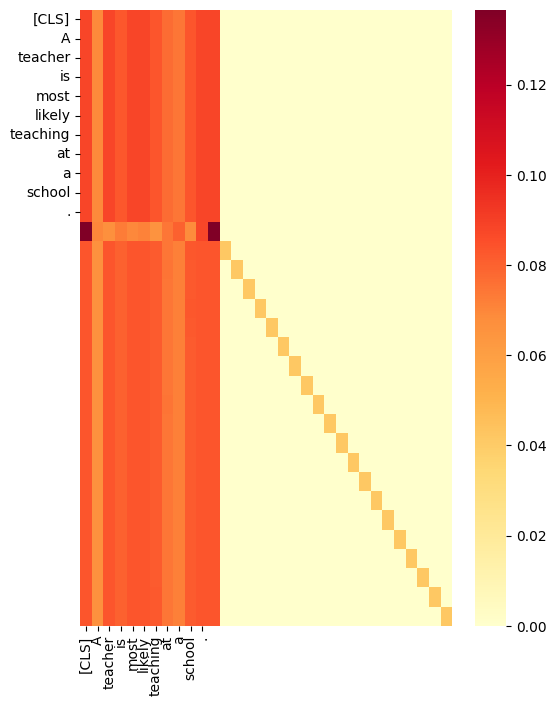 [CLS]
A
teacher
is
most
likely
teaching
at
a
school
.
0.12
0.10
0.08
0.06
0.04
0.02
0.00
[CLS]
A
teacher
is
most
likely
teaching
at
a
school
.